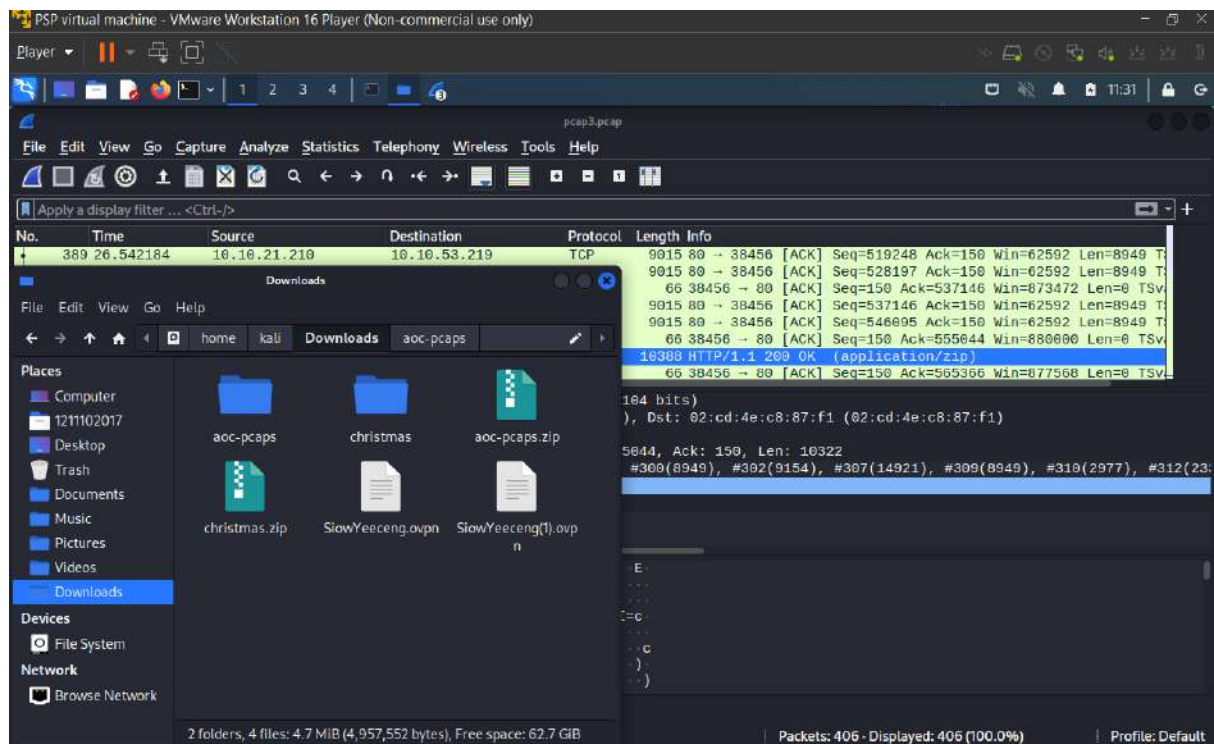 PSP virtual machine - VMware Workstation 16 Player (Non-commercial use only)
Player
1 2 3 4
11:31
pcap3.pcap
File Edit View Go Capture Analyze Statistics Telephony Wireless Tools Help
Apply a display filter ... <Ctrl-/>
No. Time Source Destination Protocol Length Info
389 26.542184 10.10.21.210 10.10.53.219 TCP 9015 80 → 38456 [ACK] Seq=519248 Ack=150 Win=62592 Len=8949 T
9015 80 → 38456 [ACK] Seq=528197 Ack=150 Win=62592 Len=8949 T
66 38456 → 80 [ACK] Seq=150 Ack=537146 Win=873472 Len=0 TSv
9015 80 → 38456 [ACK] Seq=537146 Ack=150 Win=62592 Len=8949 T
9015 80 → 38456 [ACK] Seq=546095 Ack=150 Win=62592 Len=8949 T
66 38456 → 80 [ACK] Seq=150 Ack=555044 Win=880000 Len=0 TSv
10388 HTTP/1.1 200 OK (application/zip)
66 38456 → 80 [ACK] Seq=150 Ack=565366 Win=877568 Len=0 TSv
104 bits)
), Dst: 02:cd:4e:c8:87:f1 (02:cd:4e:c8:87:f1)
5044, Ack: 150, Len: 10322
#300(8949), #302(9154), #307(14921), #309(8949), #310(2977), #312(23
Downloads
File Edit View Go Help
home kali Downloads aoc-pcaps
Places
Computer
1211102017
Desktop
Trash
Documents
Music
Pictures
Videos
Downloads
Devices
File System
Network
Browse Network
aoc-pcaps
christmas
aoc-pcaps.zip
christmas.zip
SiowYeeceng.ovpn
SiowYeeceng(1).ovp
n
2 folders, 4 files: 4.7 MiB (4,957,552 bytes), Free space: 62.7 GiB
Packets: 406 · Displayed: 406 (100.0%)
Profile: Default